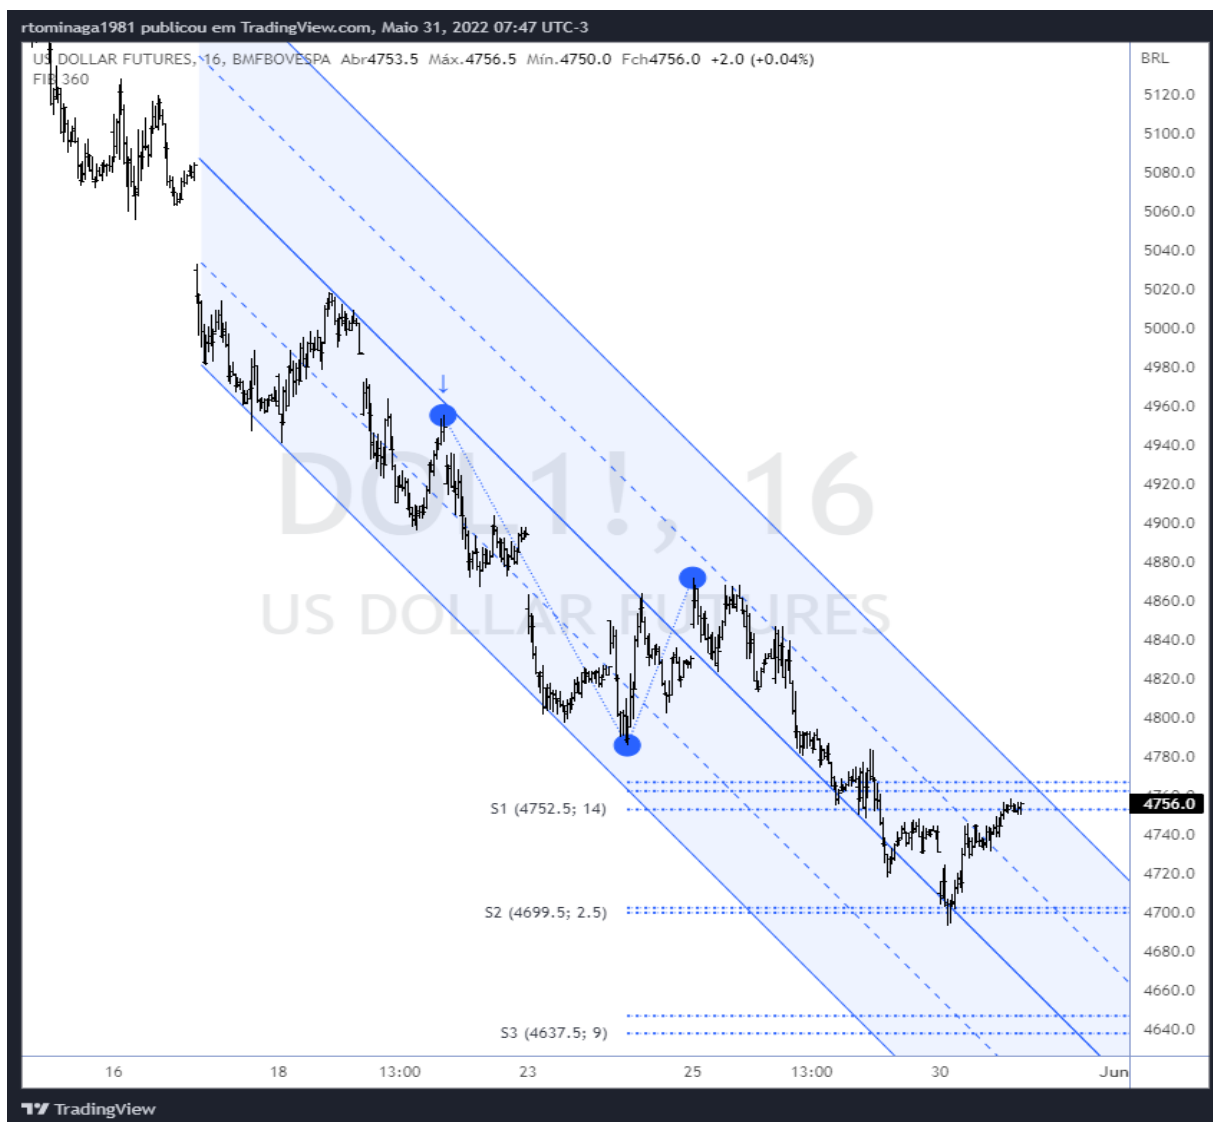 rtominaga1981 publicou em TradingView.com, Maio 31, 2022 07:47 UTC-3
US DOLLAR FUTURES, 16, BMFBOVESPA Abr4753.5 Máx.4756.5 Mín.4750.0 Fch4756.0 +2.0 (+0.04%)
BRL
FIB 360
5120.0
5100.0
5080.0
5060.0
5040.0
5020.0
5000.0
4980.0
4960.0
4940.0
4920.0
4900.0
4880.0
4860.0
4840.0
4820.0
4800.0
4780.0
4760.0
4756.0
4740.0
4720.0
4700.0
4680.0
4660.0
4640.0
DOL1!, 16
US DOLLAR FUTURES
S1 (4752.5; 14)
S2 (4699.5; 2.5)
S3 (4637.5; 9)
16 18 13:00 23 25 13:00 30 Jun
TradingView